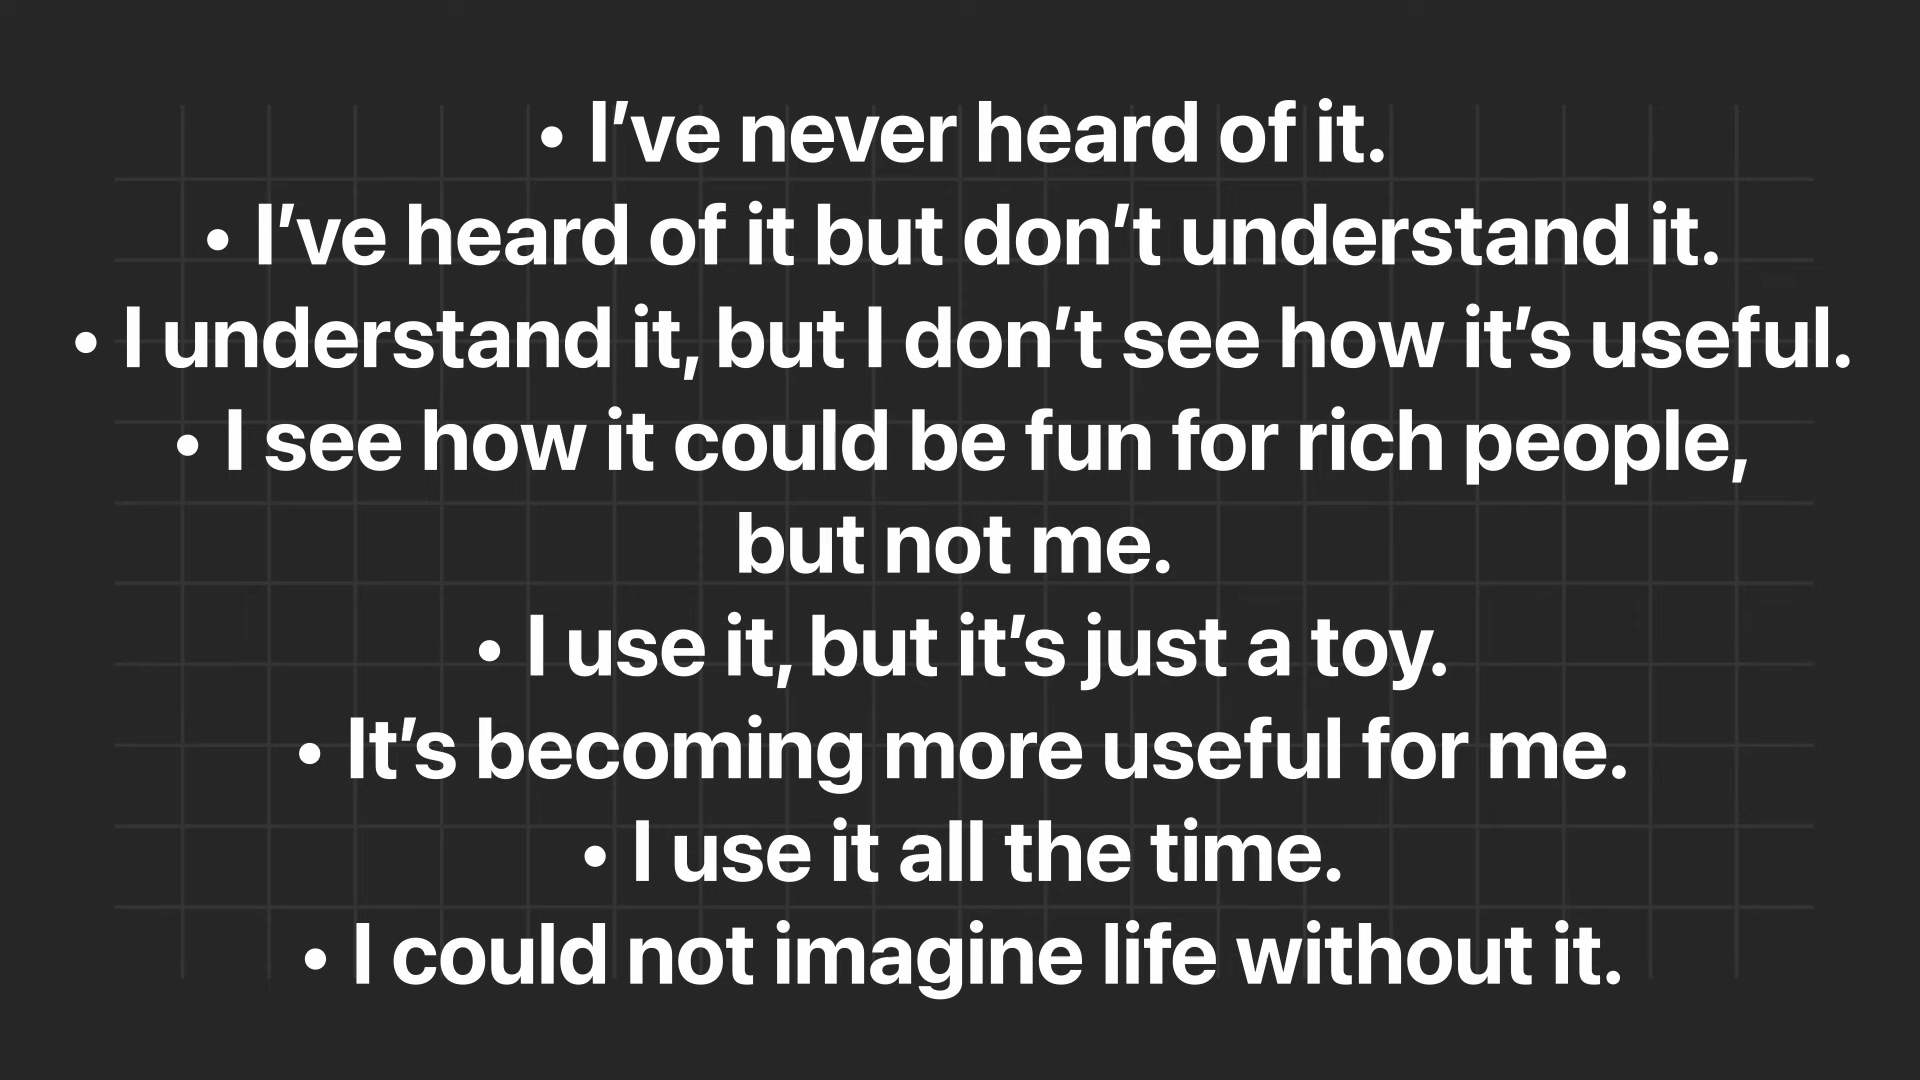 • I’ve never heard of it.
• I’ve heard of it but don’t understand it.
• I understand it, but I don’t see how it’s useful.
• I see how it could be fun for rich people,
but not me.
• I use it, but it’s just a toy.
• It’s becoming more useful for me.
• I use it all the time.
• I could not imagine life without it.